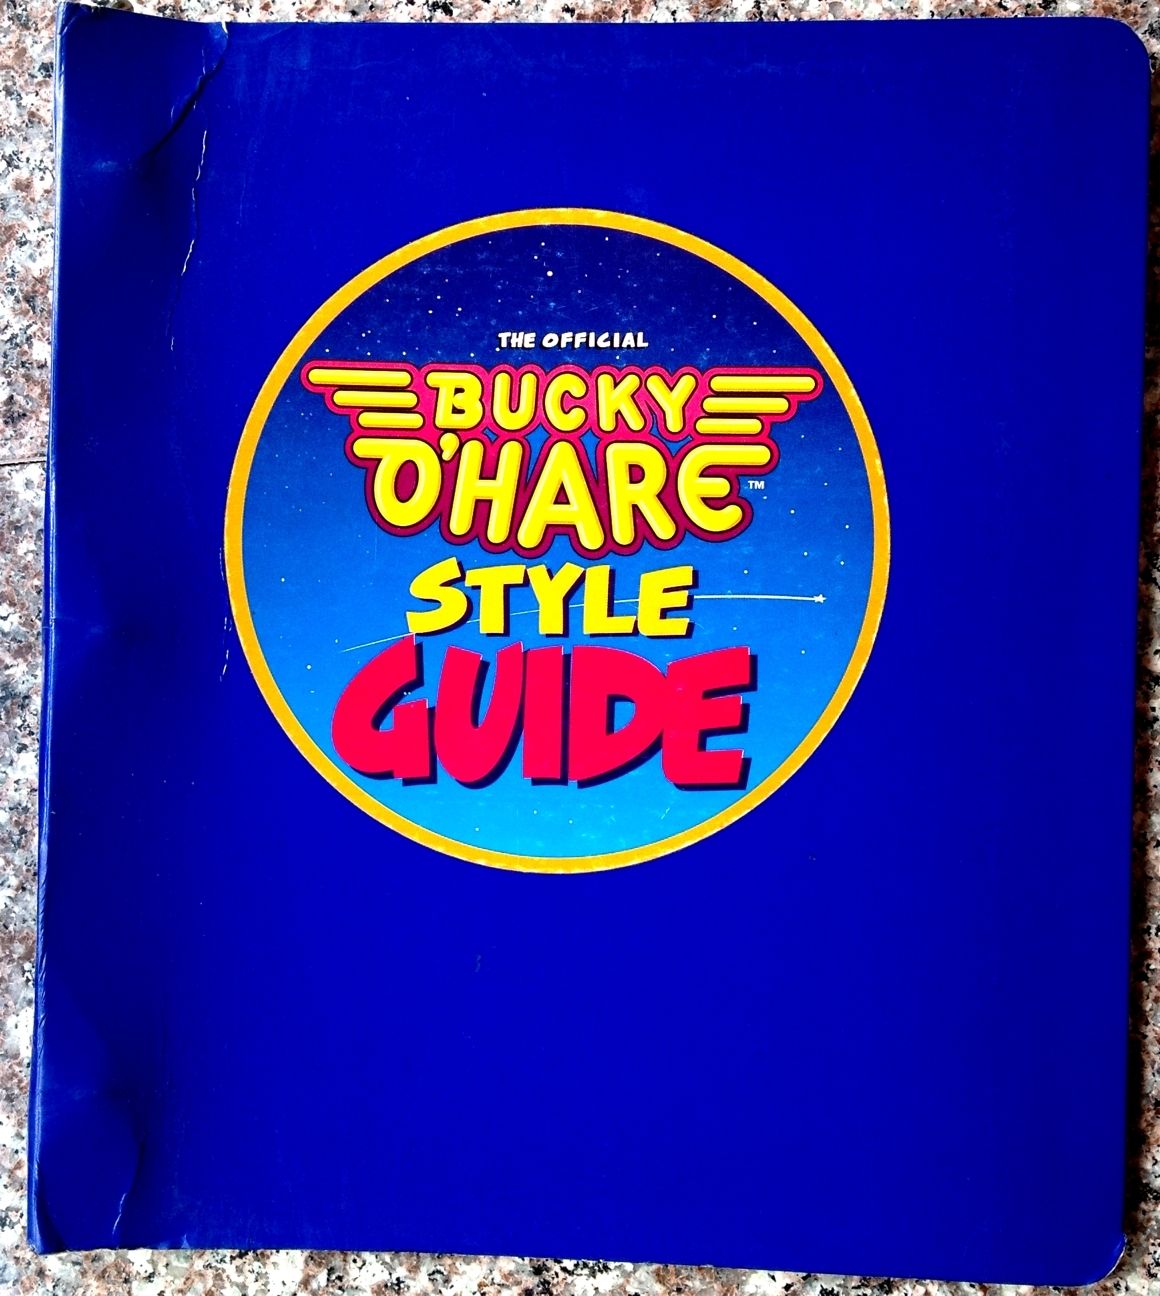 THE OFFICIAL
BUCKY
O'HARE™
STYLE
GUIDE